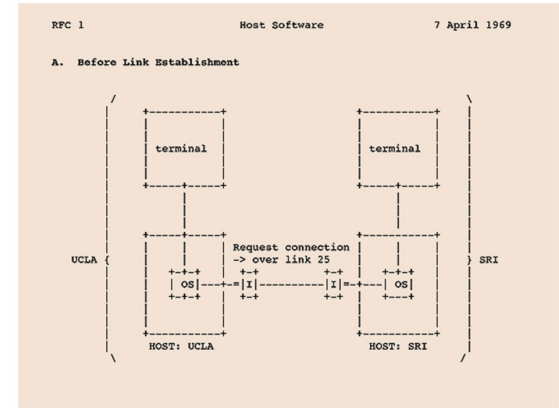 RFC 1 Host Software 7 April 1969
A. Before Link Establishment
terminal terminal
Request connection
UCLA { -> over link 25 } SRI
OS I I OS
HOST: UCLA HOST: SRI